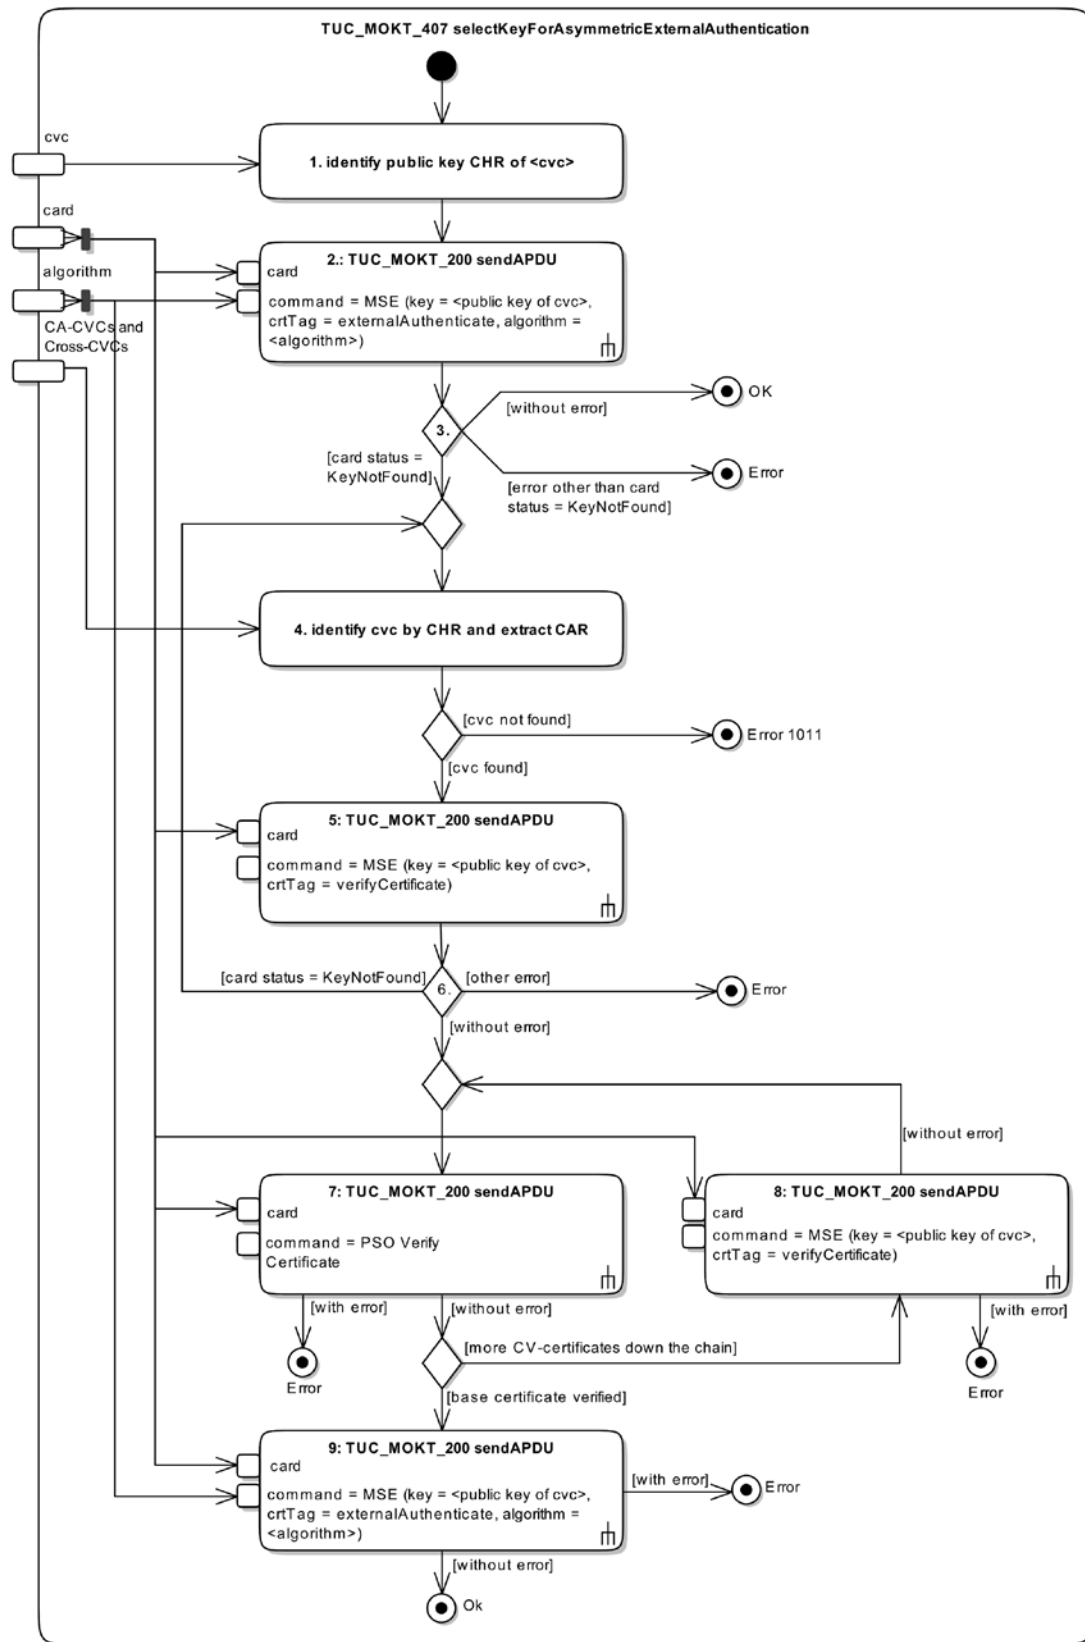 TUC_MOKT_407 selectKeyForAsymmetricExternalAuthentication
cvc
1. identify public key CHR of <cvc>
card
2.: TUC_MOKT_200 sendAPDU
card
algorithm
command = MSE (key = <public key of cvc>,
crtTag = externalAuthenticate, algorithm =
<algorithm>)
CA-CVCs and
Cross-CVCs
OK
[without error]
3.
[card status =
KeyNotFound]
Error
[error other than card
status = KeyNotFound]
4. identify cvc by CHR and extract CAR
[cvc not found]
Error 1011
[cvc found]
5: TUC_MOKT_200 sendAPDU
card
command = MSE (key = <public key of cvc>,
crtTag = verifyCertificate)
[card status = KeyNotFound]
6.
[other error]
Error
[without error]
[without error]
7: TUC_MOKT_200 sendAPDU
card
command = PSO Verify
Certificate
8: TUC_MOKT_200 sendAPDU
card
command = MSE (key = <public key of cvc>,
crtTag = verifyCertificate)
[with error]
[without error]
[with error]
[more CV-certificates down the chain]
Error
Error
[base certificate verified]
9: TUC_MOKT_200 sendAPDU
card
command = MSE (key = <public key of cvc>,
crtTag = externalAuthenticate, algorithm =
<algorithm>)
[with error]
Error
[without error]
Ok